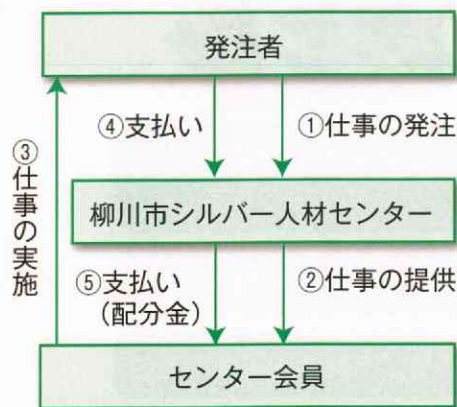 発注者
④支払い
①仕事の発注
③仕事の実施
柳川市シルバー人材センター
⑤支払い
（配分金）
②仕事の提供
センター会員